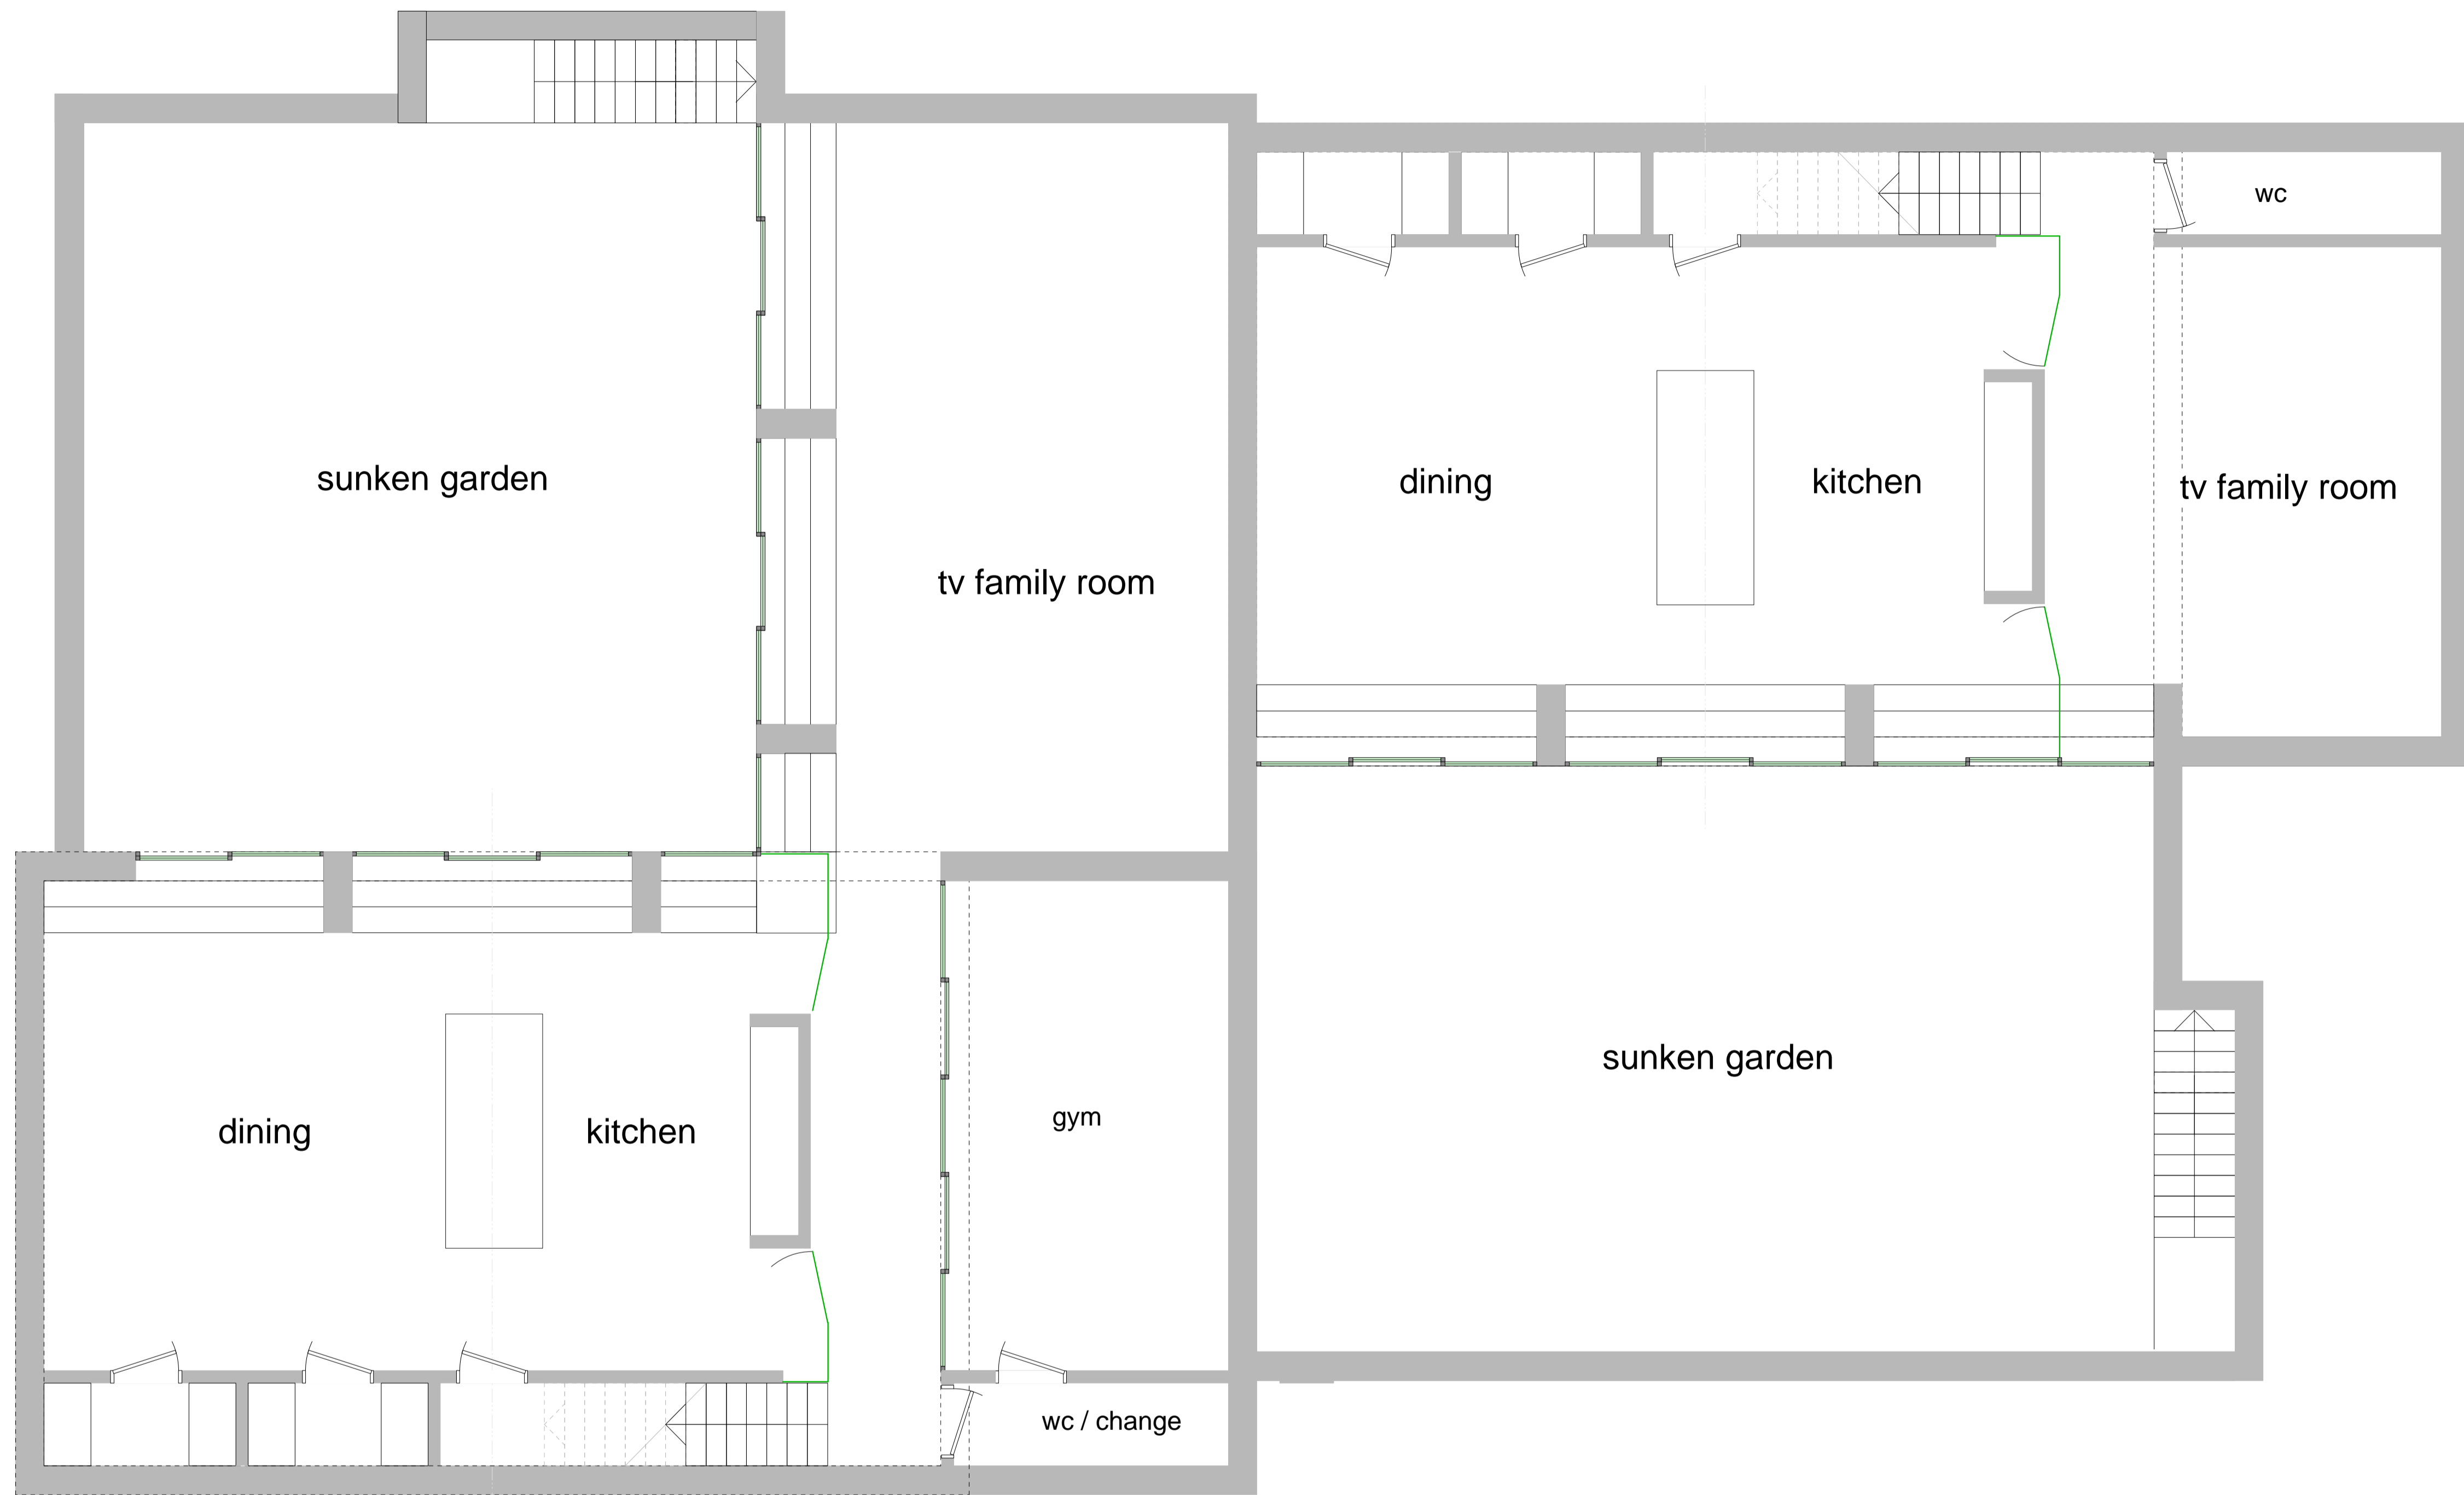 wc
sunken garden
dining
kitchen
tv family room
tv family room
sunken garden
gym
dining
kitchen
wc / change